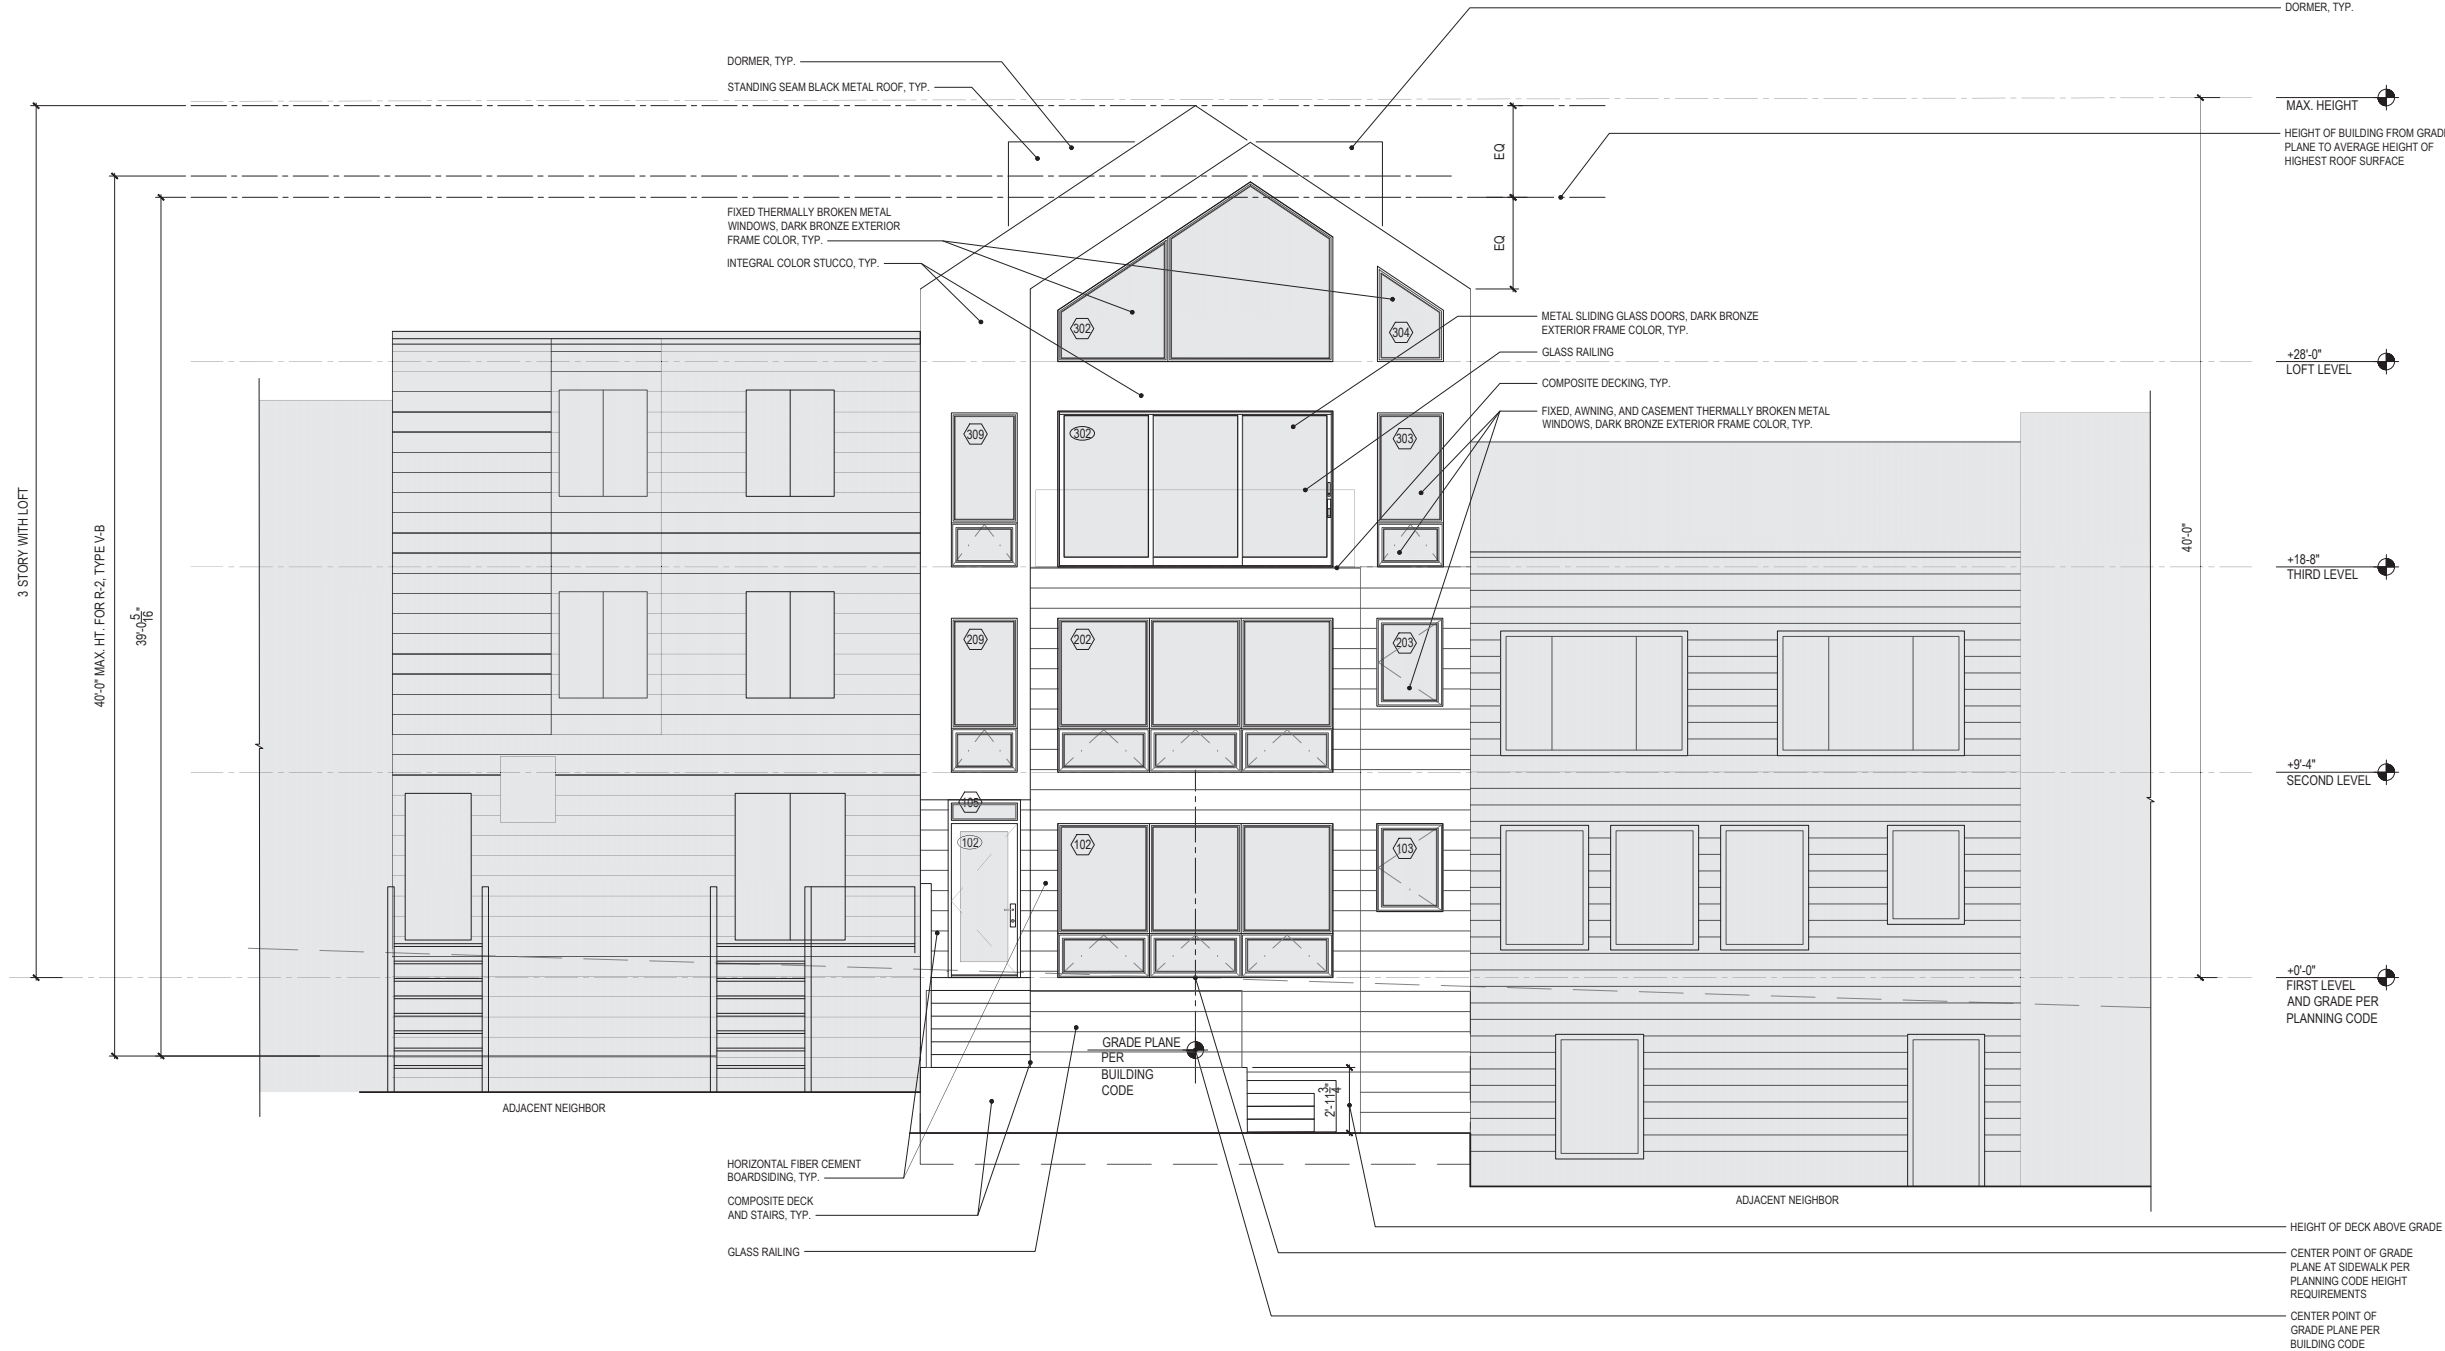 DORMER, TYP.
DORMER, TYP.
STANDING SEAM BLACK METAL ROOF, TYP.
MAX. HEIGHT
HEIGHT OF BUILDING FROM GRAD
PLANE TO AVERAGE HEIGHT OF
HIGHEST ROOF SURFACE
EQ
EQ
FIXED THERMALLY BROKEN METAL
WINDOWS, DARK BRONZE EXTERIOR
FRAME COLOR, TYP.
INTEGRAL COLOR STUCCO, TYP.
302
304
METAL SLIDING GLASS DOORS, DARK BRONZE
EXTERIOR FRAME COLOR, TYP.
GLASS RAILING
+28'-0"
LOFT LEVEL
COMPOSITE DECKING, TYP.
FIXED, AWNING, AND CASEMENT THERMALLY BROKEN METAL
WINDOWS, DARK BRONZE EXTERIOR FRAME COLOR, TYP.
309
302
303
3 STORY WITH LOFT
40'-0" MAX. HT. FOR R-2, TYPE V-B
39'-0 5/16"
40'-0"
+18-8"
THIRD LEVEL
209
202
203
+9'-4"
SECOND LEVEL
105
102
102
103
+0'-0"
FIRST LEVEL
AND GRADE PER
PLANNING CODE
GRADE PLANE
PER
BUILDING
CODE
2'-11 3/4"
ADJACENT NEIGHBOR
HORIZONTAL FIBER CEMENT
BOARDSIDING, TYP.
COMPOSITE DECK
AND STAIRS, TYP.
GLASS RAILING
ADJACENT NEIGHBOR
HEIGHT OF DECK ABOVE GRADE
CENTER POINT OF GRADE
PLANE AT SIDEWALK PER
PLANNING CODE HEIGHT
REQUIREMENTS
CENTER POINT OF
GRADE PLANE PER
BUILDING CODE